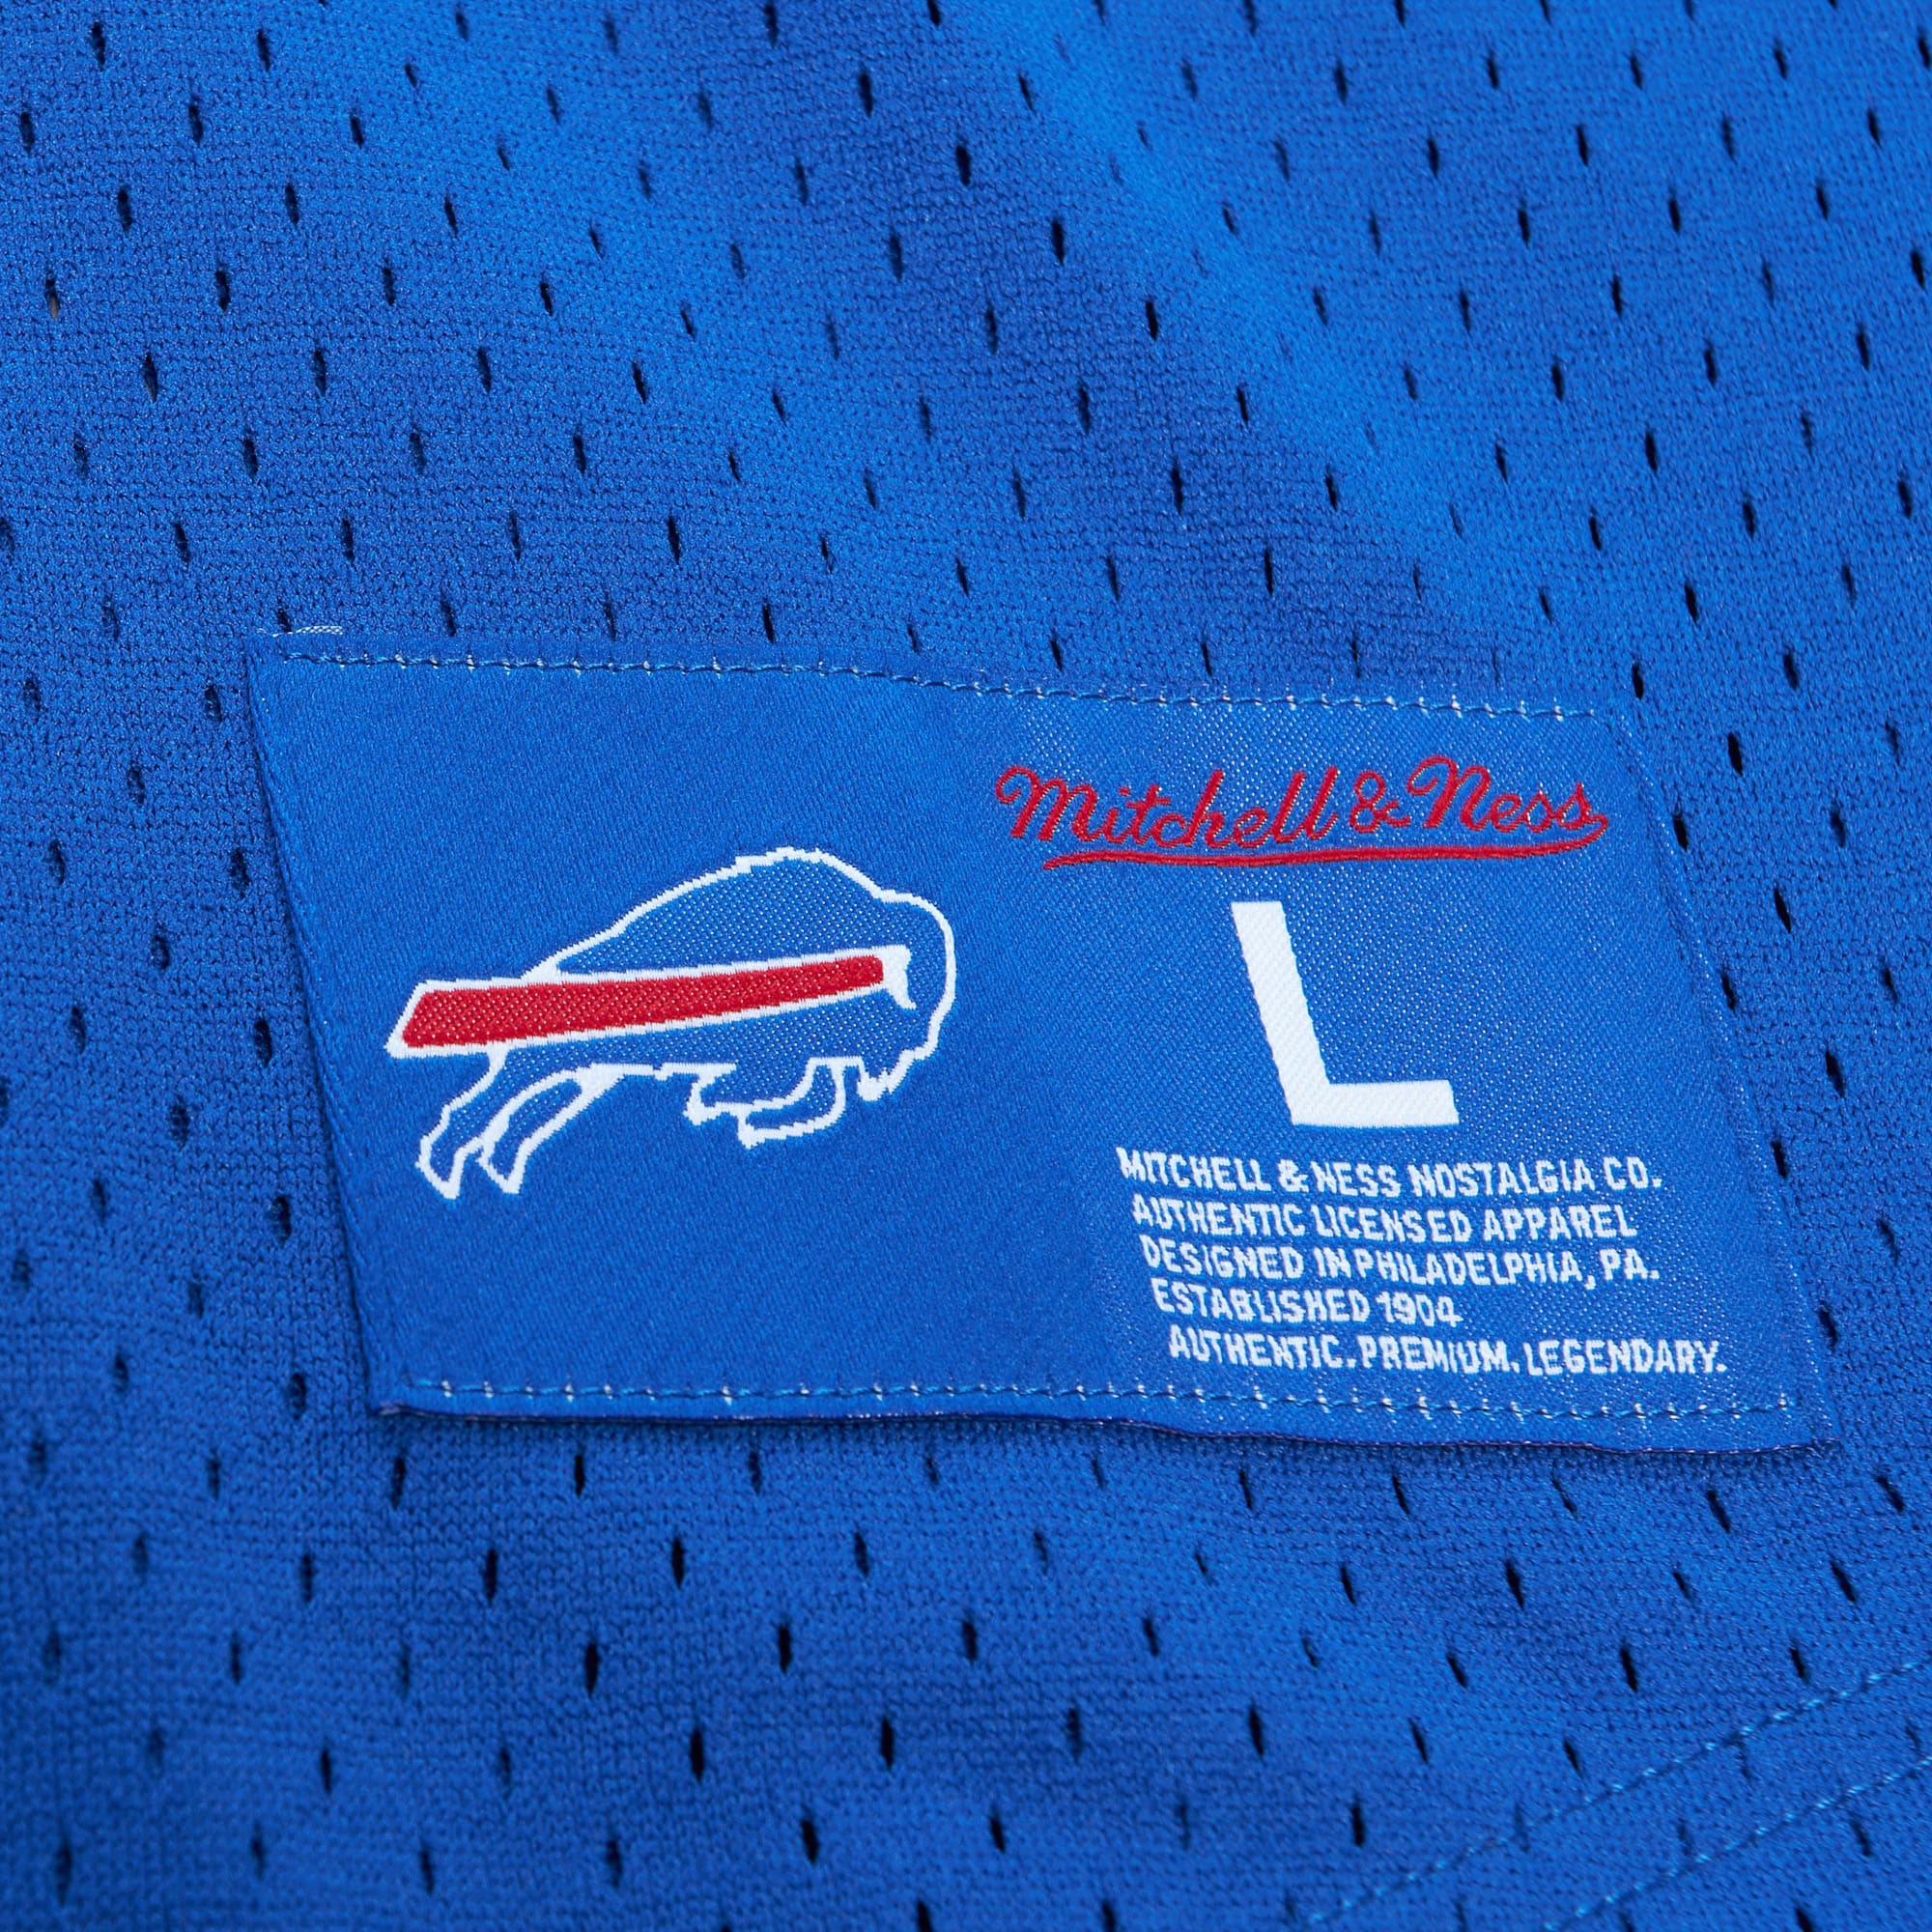 Mitchell & Ness
L
MITCHELL & NESS NOSTALGIA CO.
AUTHENTIC LICENSED APPAREL
DESIGNED IN PHILADELPHIA, PA.
ESTABLISHED 1904
AUTHENTIC. PREMIUM. LEGENDARY.